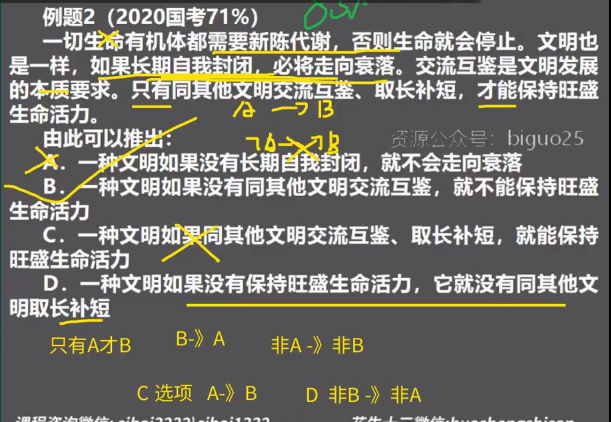 例题2（2020国考71%）
一切生命有机体都需要新陈代谢，否则生命就会停止。文明也
是一样，如果长期自我封闭，必将走向衰落。交流互鉴是文明发展
的本质要求。只有同其他文明交流互鉴、取长补短，才能保持旺盛
生命活力。
由此可以推出：
资源公众号：biguo25
A．一种文明如果没有长期自我封闭，就不会走向衰落
B．一种文明如果没有同其他文明交流互鉴，就不能保持旺盛
生命活力
C．一种文明如果同其他文明交流互鉴、取长补短，就能保持
旺盛生命活力
D．一种文明如果没有保持旺盛生命活力，它就没有同其他文
明取长补短
只有A才B
B-》A
非A -》非B
C 选项 A-》B
D 非B -》非A